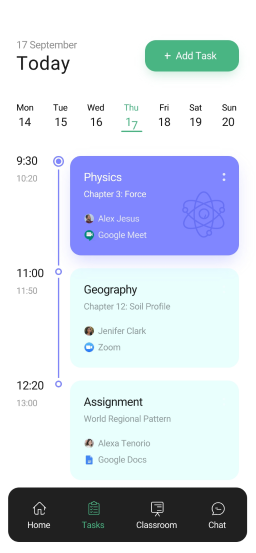 17 September
Today
+ Add Task
Mon Tue Wed Thu Fri Sat Sun
14 15 16 17 18 19 20
9:30
10:20
Physics
Chapter 3: Force
Alex Jesus
Google Meet
11:00
11:50
Geography
Chapter 12: Soil Profile
Jenifer Clark
Zoom
12:20
13:00
Assignment
World Regional Pattern
Alexa Tenorio
Google Docs
Home Tasks Classroom Chat